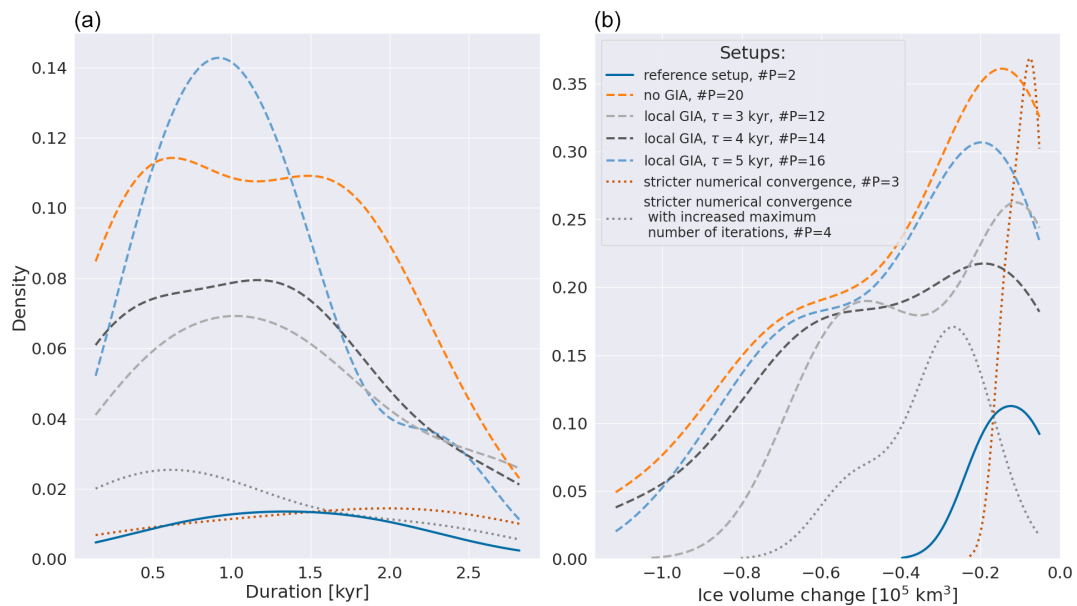 (a)
(b)
Density
0.14
0.12
0.10
0.08
0.06
0.04
0.02
0.00
0.5
1.0
1.5
2.0
2.5
Duration [kyr]
0.35
0.30
0.25
0.20
0.15
0.10
0.05
0.00
−1.0
−0.8
−0.6
−0.4
−0.2
0.0
Ice volume change [10⁵ km³]
Setups:
reference setup, #P=2
no GIA, #P=20
local GIA, τ = 3 kyr, #P=12
local GIA, τ = 4 kyr, #P=14
local GIA, τ = 5 kyr, #P=16
stricter numerical convergence, #P=3
stricter numerical convergence
with increased maximum
number of iterations, #P=4